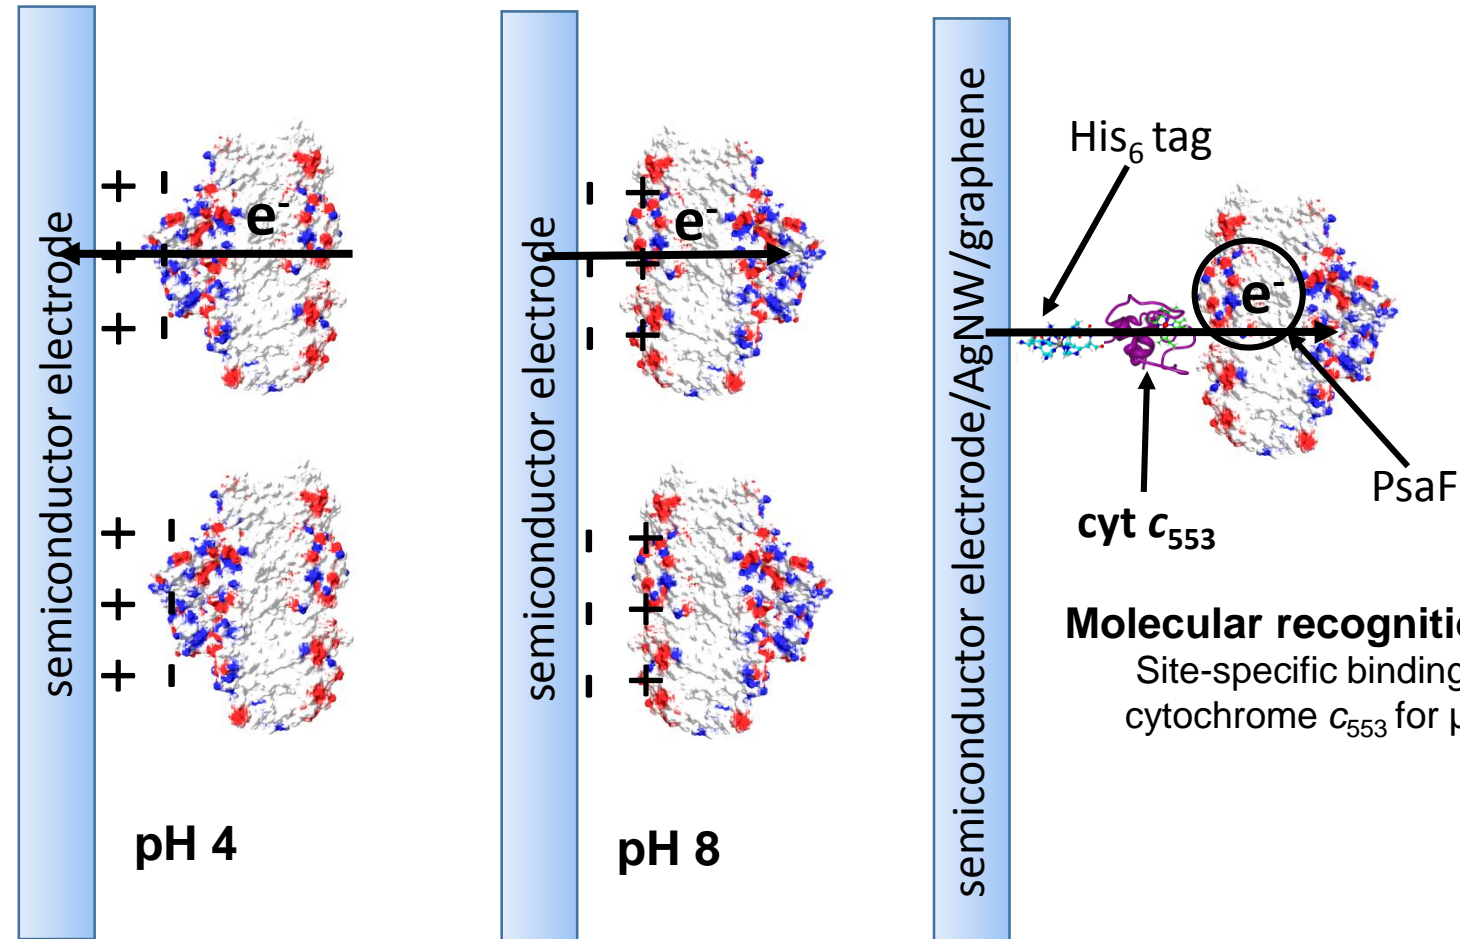 semiconductor electrode
+ -
e-
+ -
+ -
+ -
+ -
+ -
pH 4
semiconductor electrode
- +
e-
- +
- +
- +
- +
- +
pH 8
semiconductor electrode/AgNW/graphene
His6 tag
e-
PsaF
cyt c553
Molecular recognitio
Site-specific binding
cytochrome c553 for µ